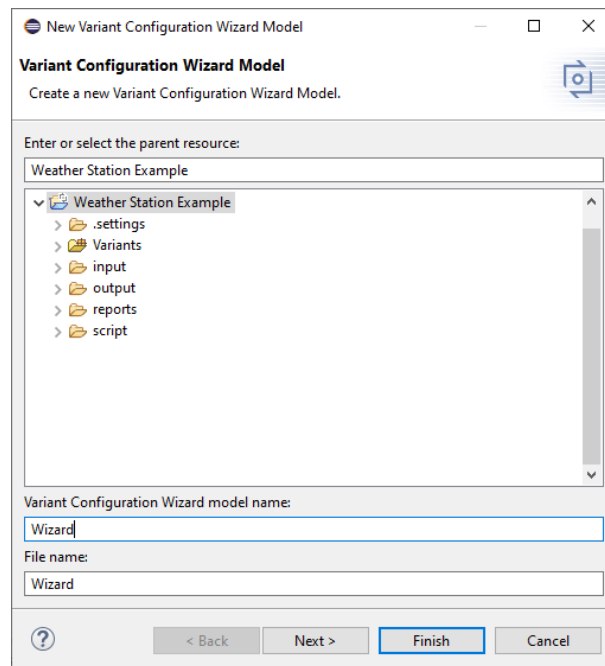 New Variant Configuration Wizard Model
Variant Configuration Wizard Model
Create a new Variant Configuration Wizard Model.
Enter or select the parent resource:
Weather Station Example
Weather Station Example
.settings
Variants
input
output
reports
script
Variant Configuration Wizard model name:
Wizard
File name:
Wizard
? < Back Next > Finish Cancel